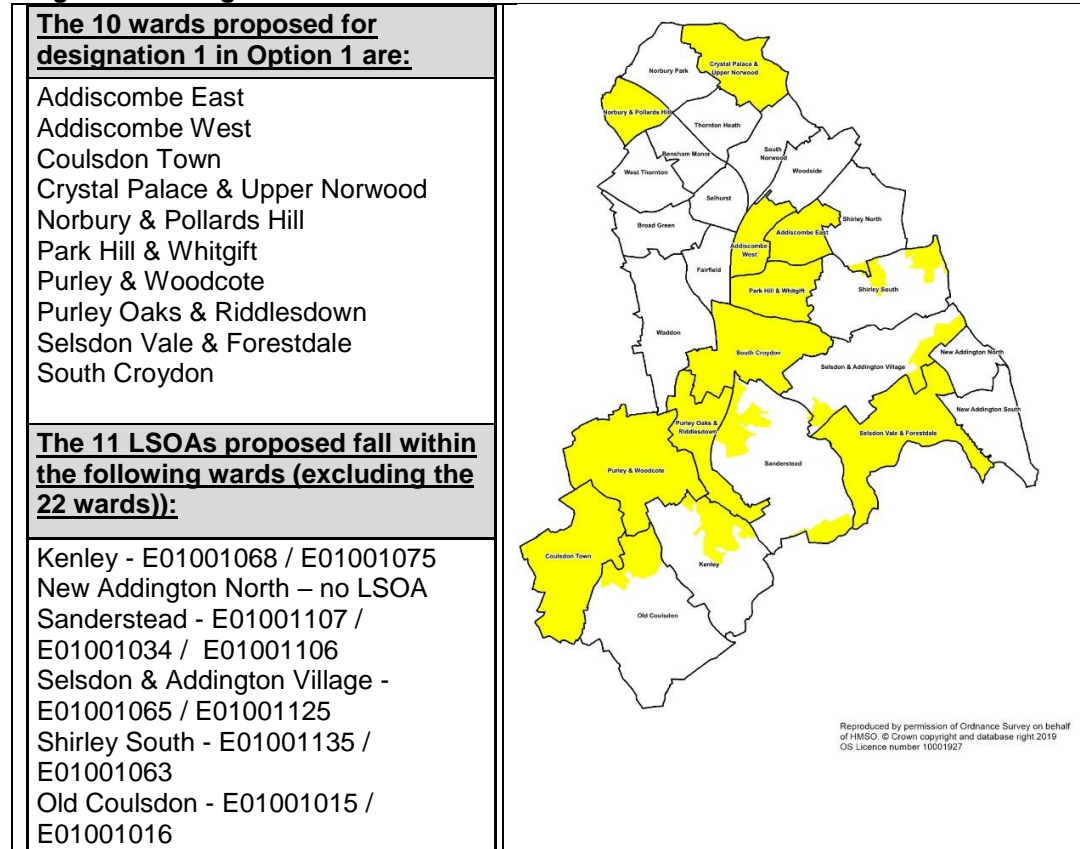 The 10 wards proposed for
designation 1 in Option 1 are:
Addiscombe East
Addiscombe West
Coulsdon Town
Crystal Palace & Upper Norwood
Norbury & Pollards Hill
Park Hill & Whitgift
Purley & Woodcote
Purley Oaks & Riddlesdown
Selsdon Vale & Forestdale
South Croydon
The 11 LSOAs proposed fall within
the following wards (excluding the
22 wards)):
Kenley - E01001068 / E01001075
New Addington North – no LSOA
Sanderstead - E01001107 /
E01001034 / E01001106
Selsdon & Addington Village -
E01001065 / E01001125
Shirley South - E01001135 /
E01001063
Old Coulsdon - E01001015 /
E01001016
Crystal Palace &
Upper Norwood
Norbury Park
Norbury & Pollards Hill
Thornton Heath
Bensham Manor
South
Norwood
West Thornton
Woodside
Selhurst
Broad Green
Shirley North
Addiscombe East
Addiscombe
West
Fairfield
Park Hill & Whitgift
Shirley South
Waddon
South Croydon
Selsdon & Addington Village
New Addington North
New Addington South
Purley Oaks &
Riddlesdown
Selsdon Vale & Forestdale
Sanderstead
Purley & Woodcote
Coulsdon Town
Kenley
Old Coulsdon
Reproduced by permission of Ordnance Survey on behalf
of HMSO. © Crown copyright and database right 2019
OS Licence number 10001927